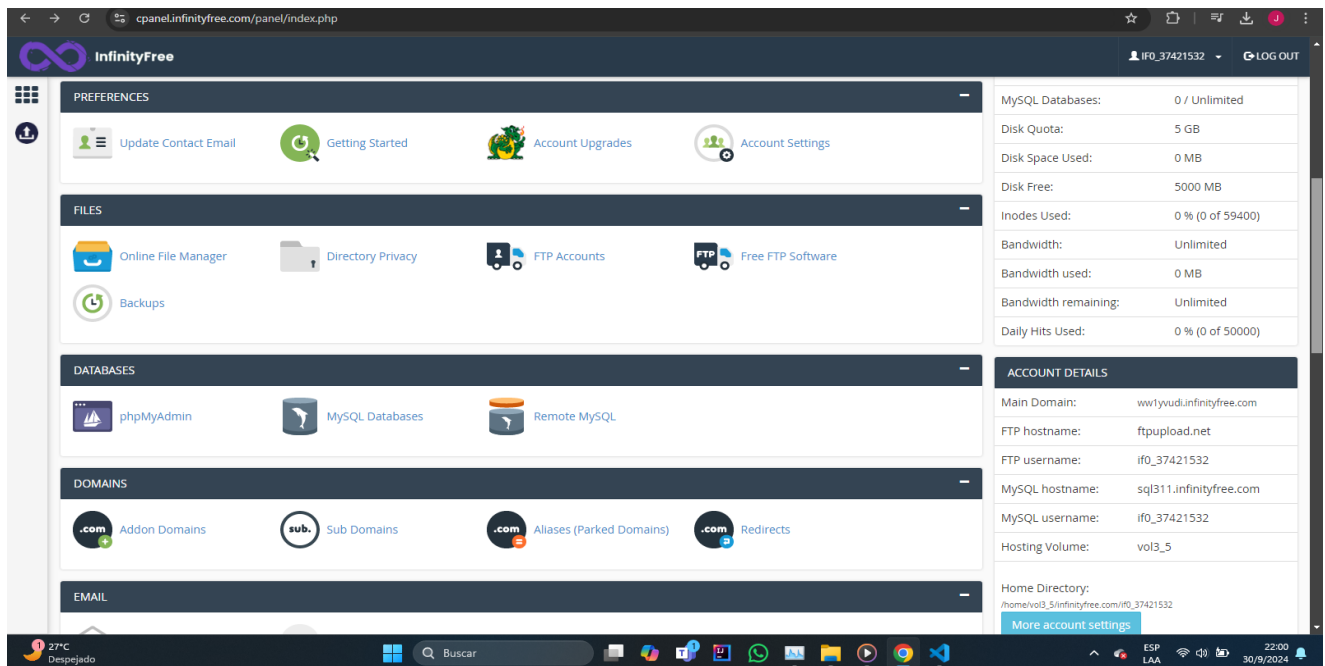 cpanel.infinityfree.com/panel/index.php
J
InfinityFree
IF0_37421532
LOG OUT
PREFERENCES
Update Contact Email
Getting Started
Account Upgrades
Account Settings
FILES
Online File Manager
Directory Privacy
FTP Accounts
FTP
Free FTP Software
Backups
DATABASES
phpMyAdmin
MySQL Databases
Remote MySQL
DOMAINS
.com
Addon Domains
sub.
Sub Domains
.com
Aliases (Parked Domains)
.com
Redirects
EMAIL
MySQL Databases: 0 / Unlimited
Disk Quota: 5 GB
Disk Space Used: 0 MB
Disk Free: 5000 MB
Inodes Used: 0 % (0 of 59400)
Bandwidth: Unlimited
Bandwidth used: 0 MB
Bandwidth remaining: Unlimited
Daily Hits Used: 0 % (0 of 50000)
ACCOUNT DETAILS
Main Domain: ww1yvudi.infinityfree.com
FTP hostname: ftpupload.net
FTP username: if0_37421532
MySQL hostname: sql311.infinityfree.com
MySQL username: if0_37421532
Hosting Volume: vol3_5
Home Directory:
/home/vol3_5/infinityfree.com/if0_37421532
More account settings
1
27°C
Despejado
Buscar
ESP
LAA
22:00
30/9/2024